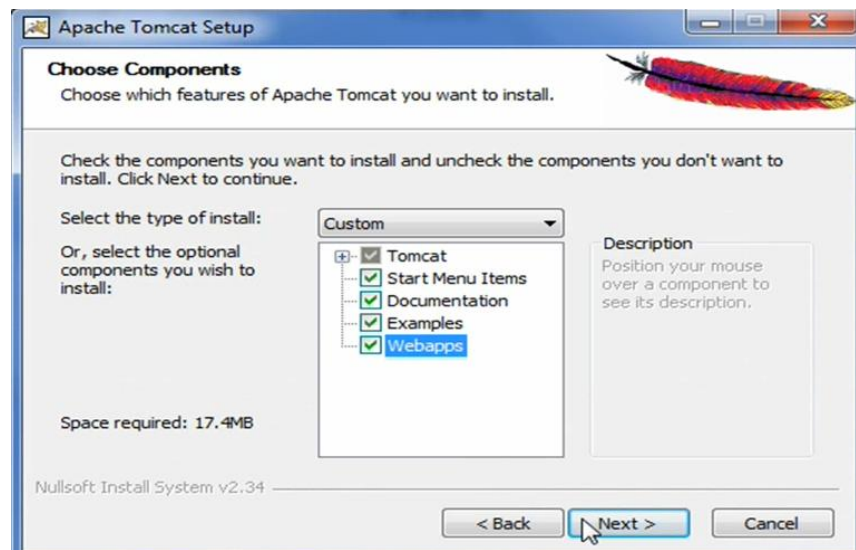 Apache Tomcat Setup
Choose Components
Choose which features of Apache Tomcat you want to install.
Check the components you want to install and uncheck the components you don't want to
install. Click Next to continue.
Select the type of install:
Custom
Or, select the optional
components you wish to
install:
Tomcat
Start Menu Items
Documentation
Examples
Webapps
Description
Position your mouse
over a component to
see its description.
Space required: 17.4MB
Nullsoft Install System v2.34
< Back
Next >
Cancel